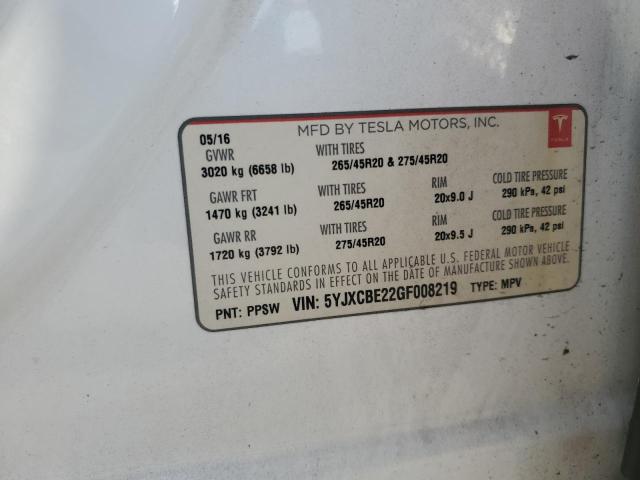 05/16 MFD BY TESLA MOTORS, INC.
TESLA
GVWR WITH TIRES
3020 kg (6658 lb) 265/45R20 & 275/45R20
GAWR FRT WITH TIRES RIM COLD TIRE PRESSURE
1470 kg (3241 lb) 265/45R20 20x9.0 J 290 kPa, 42 psi
GAWR RR WITH TIRES RIM COLD TIRE PRESSURE
1720 kg (3792 lb) 275/45R20 20x9.5 J 290 kPa, 42 psi
THIS VEHICLE CONFORMS TO ALL APPLICABLE U.S. FEDERAL MOTOR VEHICLE
SAFETY STANDARDS IN EFFECT ON THE DATE OF MANUFACTURE SHOWN ABOVE.
PNT: PPSW VIN: 5YJXCBE22GF008219 TYPE: MPV